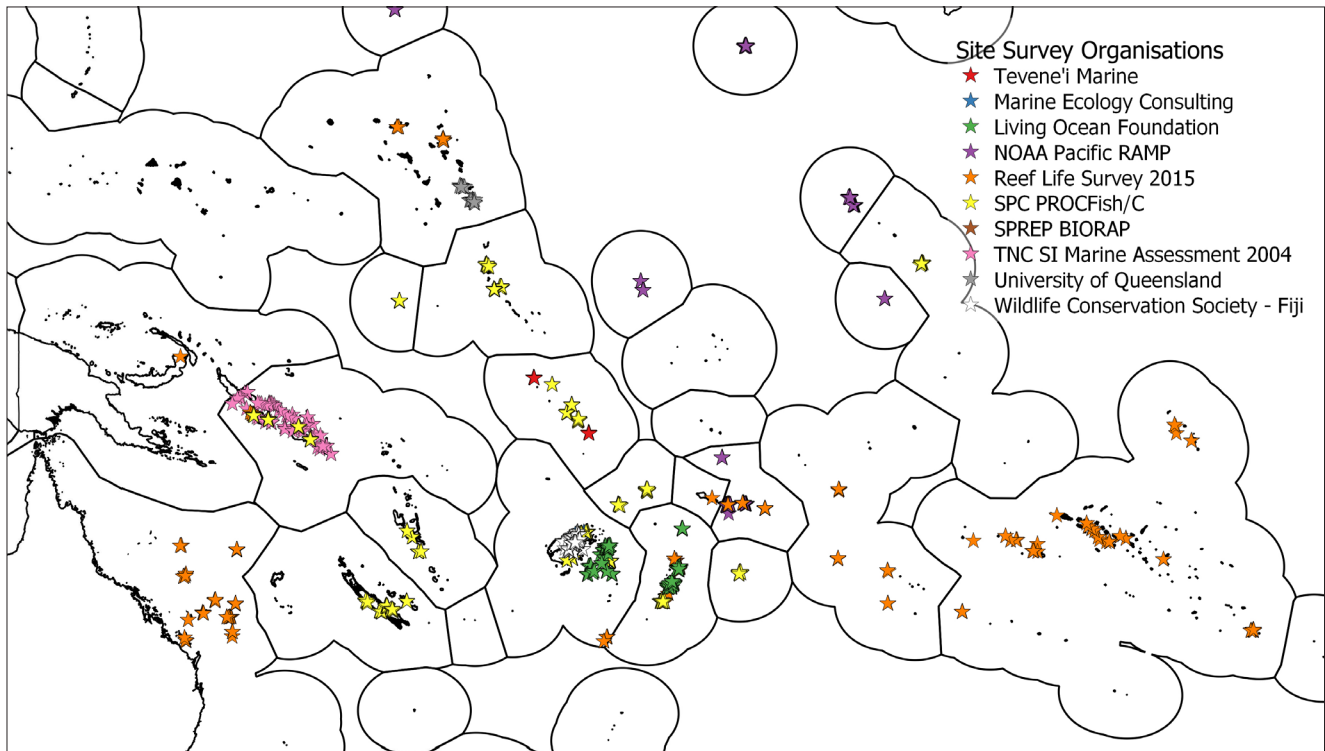 Site Survey Organisations
Tevene'i Marine
Marine Ecology Consulting
Living Ocean Foundation
NOAA Pacific RAMP
Reef Life Survey 2015
SPC PROCFish/C
SPREP BIORAP
TNC SI Marine Assessment 2004
University of Queensland
Wildlife Conservation Society - Fiji